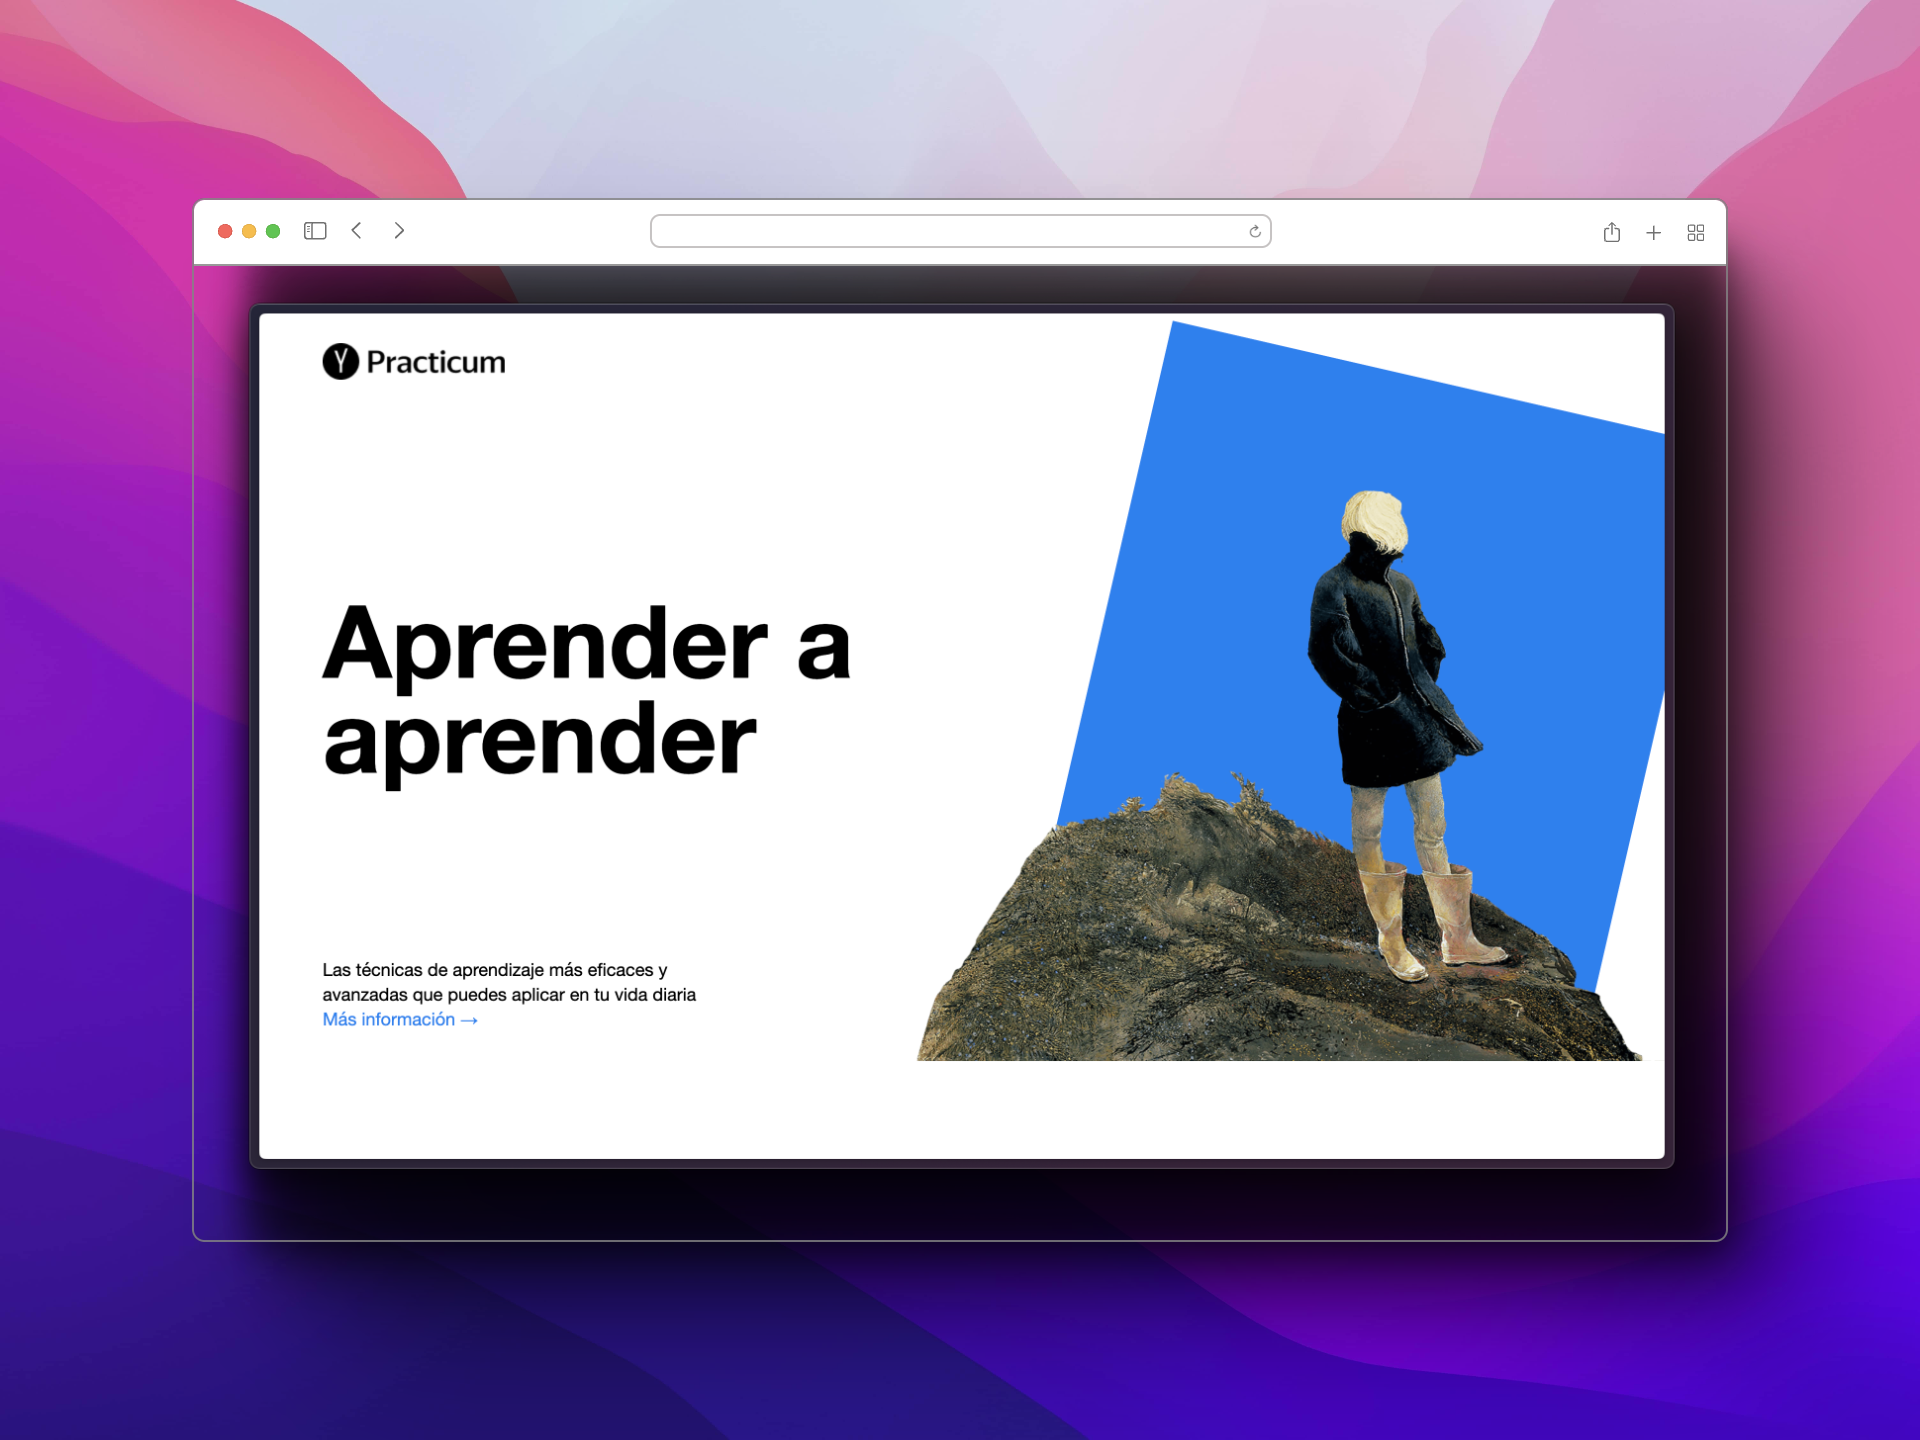 Practicum
Aprender a
aprender
Las técnicas de aprendizaje más eficaces y
avanzadas que puedes aplicar en tu vida diaria
Más información →